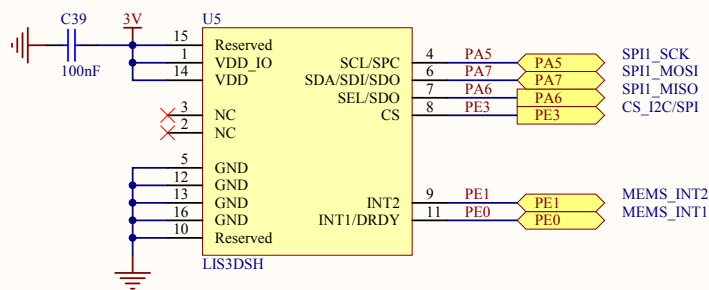 C39
3V
100nF
U5
15 Reserved
1 VDD_IO
14 VDD
3 NC
2 NC
5 GND
12 GND
13 GND
16 GND
10 Reserved
SCL/SPC 4 PA5 PA5 SPI1_SCK
SDA/SDI/SDO 6 PA7 PA7 SPI1_MOSI
SEL/SDO 7 PA6 PA6 SPI1_MISO
CS 8 PE3 PE3 CS_I2C/SPI
INT2 9 PE1 PE1 MEMS_INT2
INT1/DRDY 11 PE0 PE0 MEMS_INT1
LIS3DSH